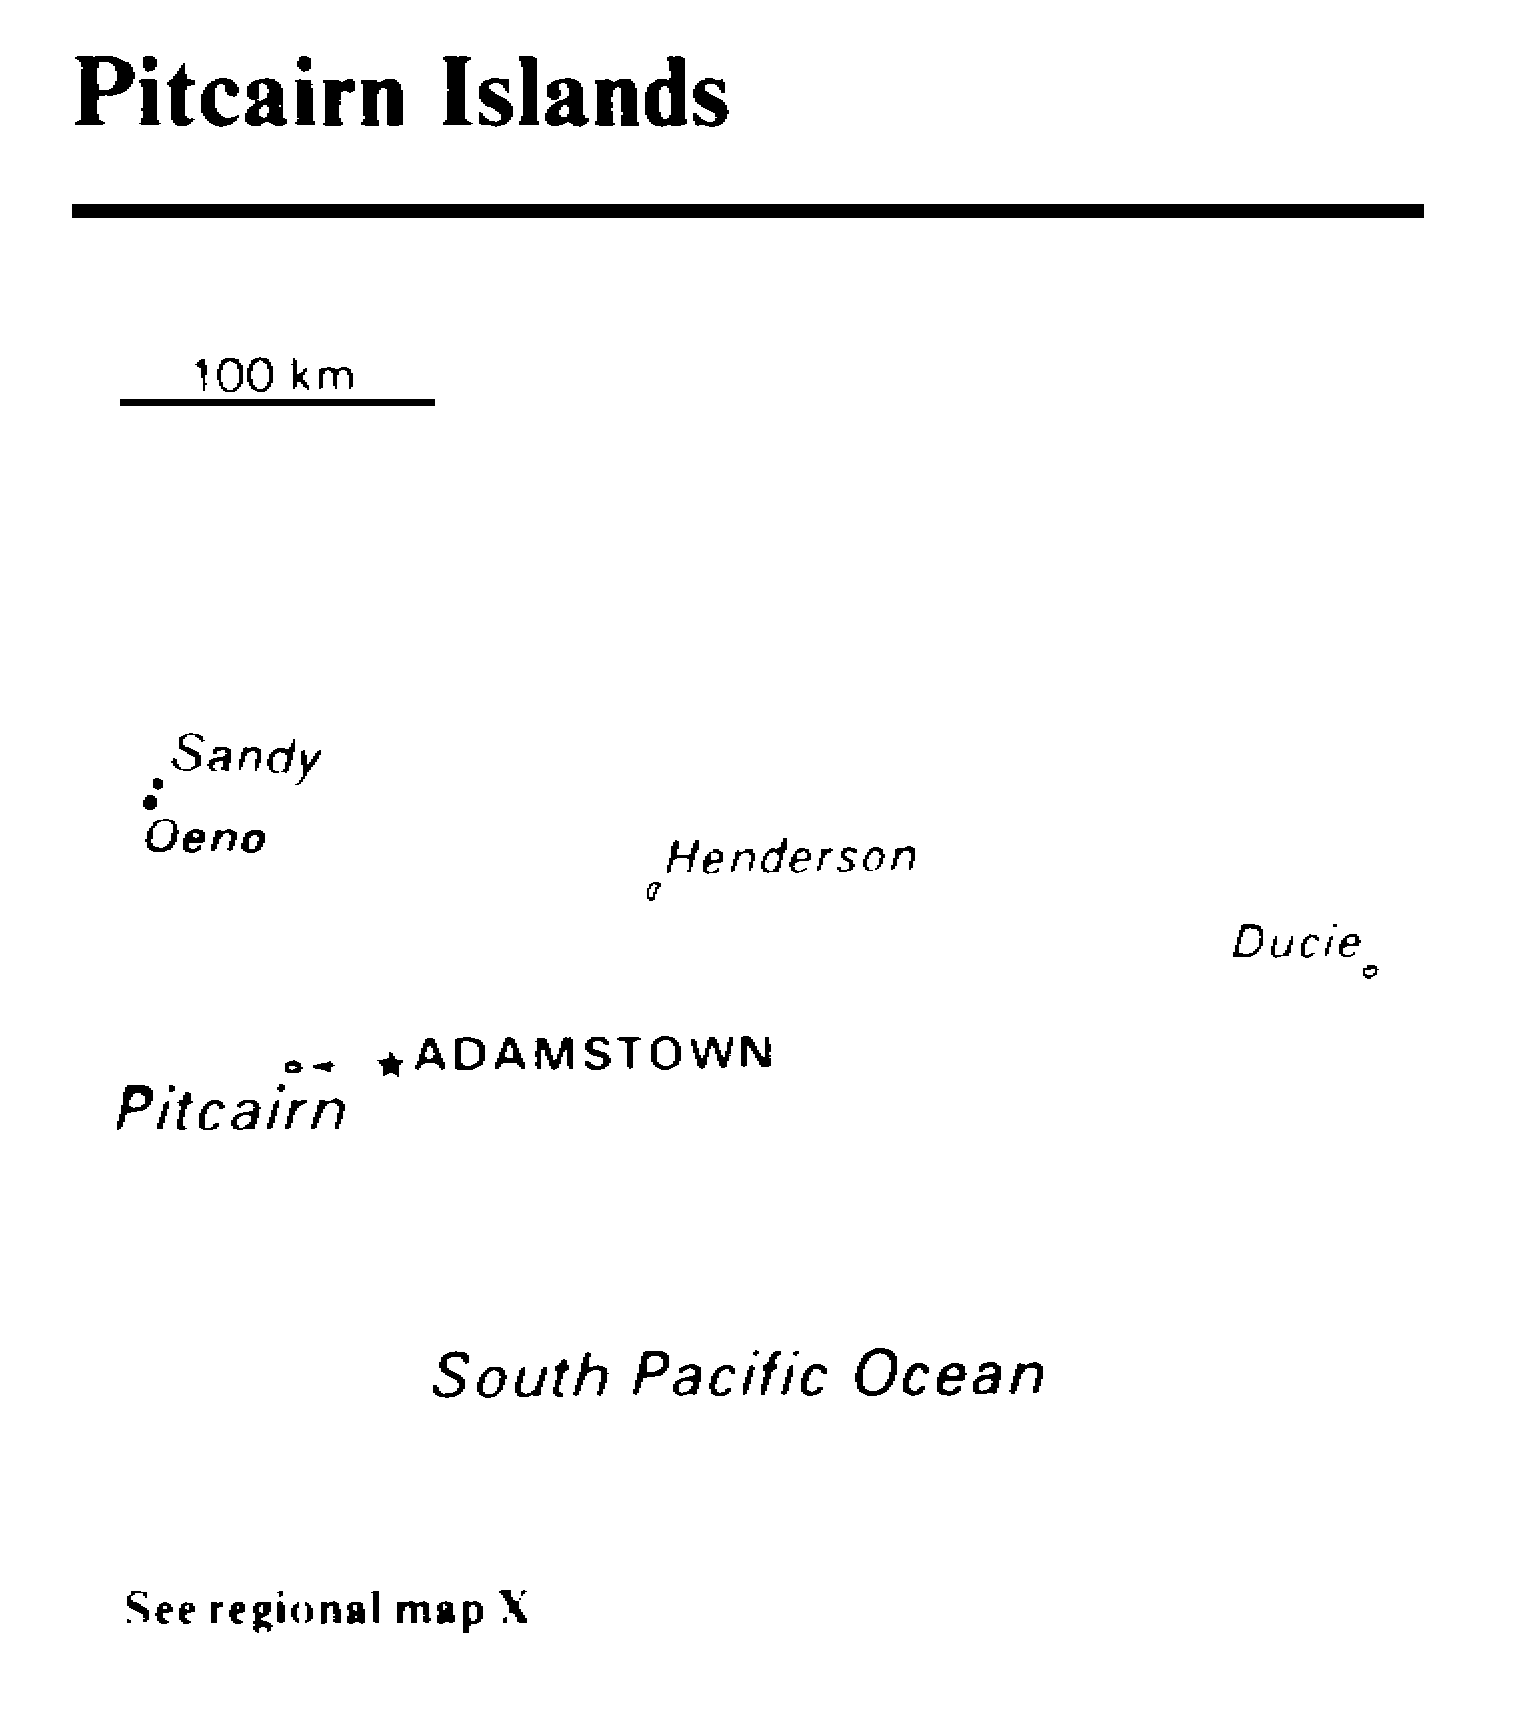 Pitcairn Islands
100 km
Sandy
Oeno
Henderson
Ducie
ADAMSTOWN
Pitcairn
South Pacific Ocean
See regional map X